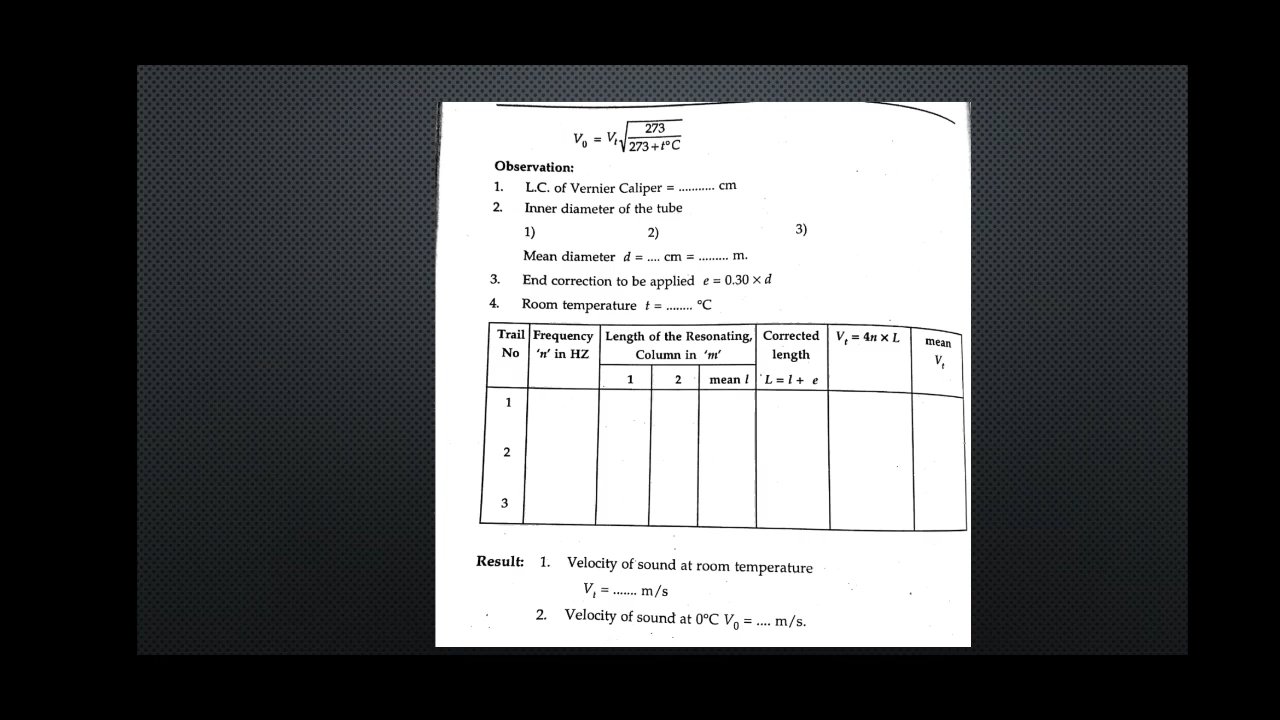 V₀ = Vₜ√273/273+t°C
Observation:
1. L.C. of Vernier Caliper = ........... cm
2. Inner diameter of the tube
1) 2) 3)
Mean diameter d = .... cm = ......... m.
3. End correction to be applied e = 0.30 × d
4. Room temperature t = ........ °C
Trail No Frequency 'n' in HZ Length of the Resonating, Column in 'm' Corrected length L = l + e Vₜ = 4n × L mean Vₜ
1 2 mean l
1
2
3
Result: 1. Velocity of sound at room temperature
Vₜ = ....... m/s
2. Velocity of sound at 0°C V₀ = .... m/s.